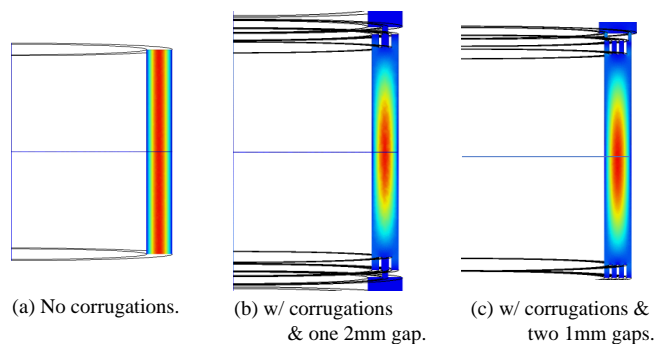 (a) No corrugations.
(b) w/ corrugations
& one 2mm gap.
(c) w/ corrugations &
two 1mm gaps.